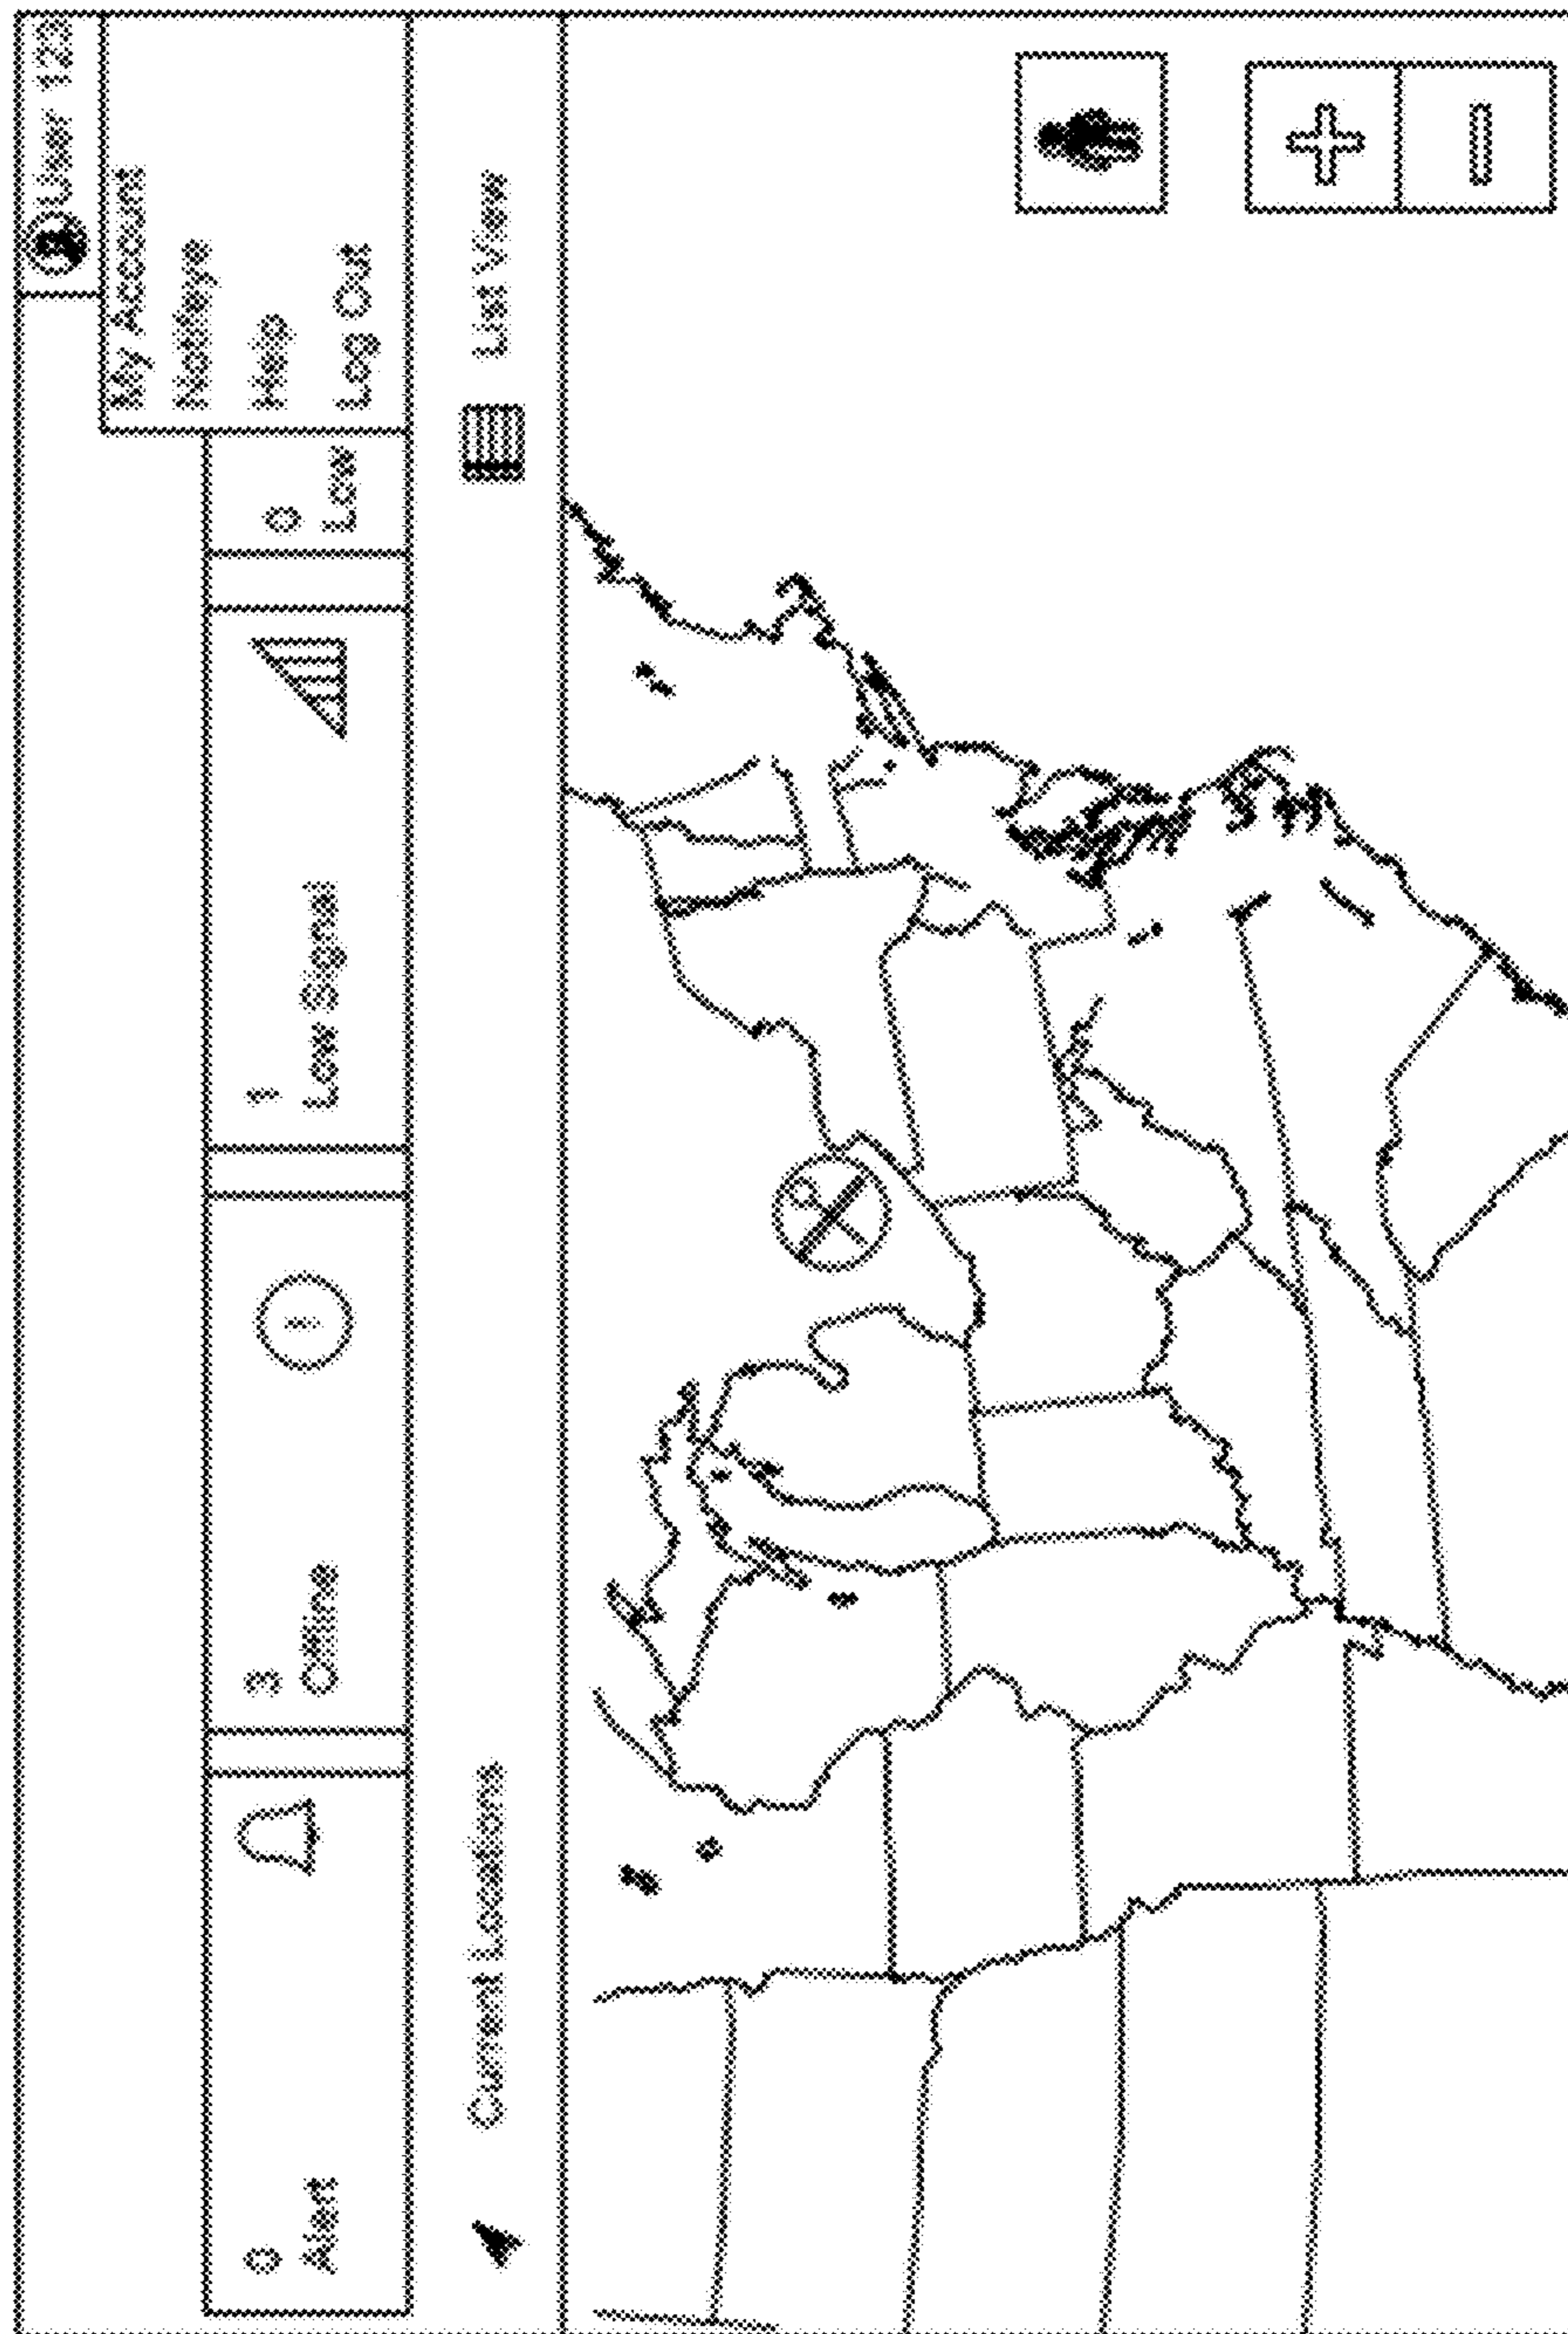 User 123
My Account
Notifeye
Help
Log Out
0
Alert
3
Offline
!
1
Low Signal
0
Low
Current Locations
List View